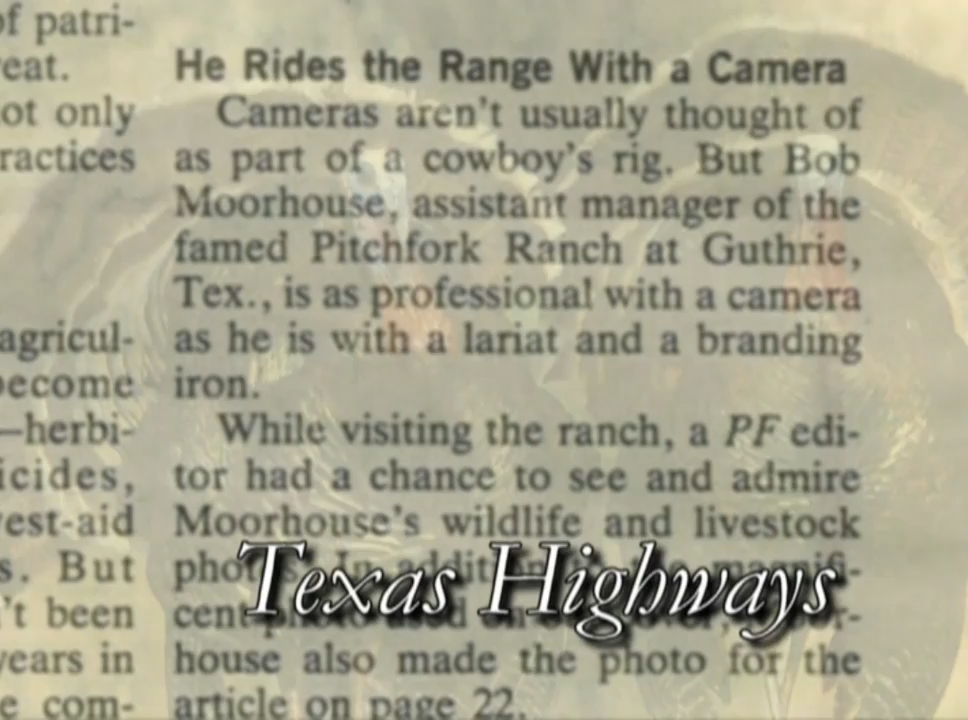 of patri-
eat.
ot only
ractices
agricul-
become
—herbi-
icides,
vest-aid
s. But
't been
years in
e com-
He Rides the Range With a Camera
Cameras aren't usually thought of
as part of a cowboy's rig. But Bob
Moorhouse, assistant manager of the
famed Pitchfork Ranch at Guthrie,
Tex., is as professional with a camera
as he is with a lariat and a branding
iron.
While visiting the ranch, a PF edi-
tor had a chance to see and admire
Moorhouse's wildlife and livestock
house also made the photo for the
article on page 22.
Texas Highways